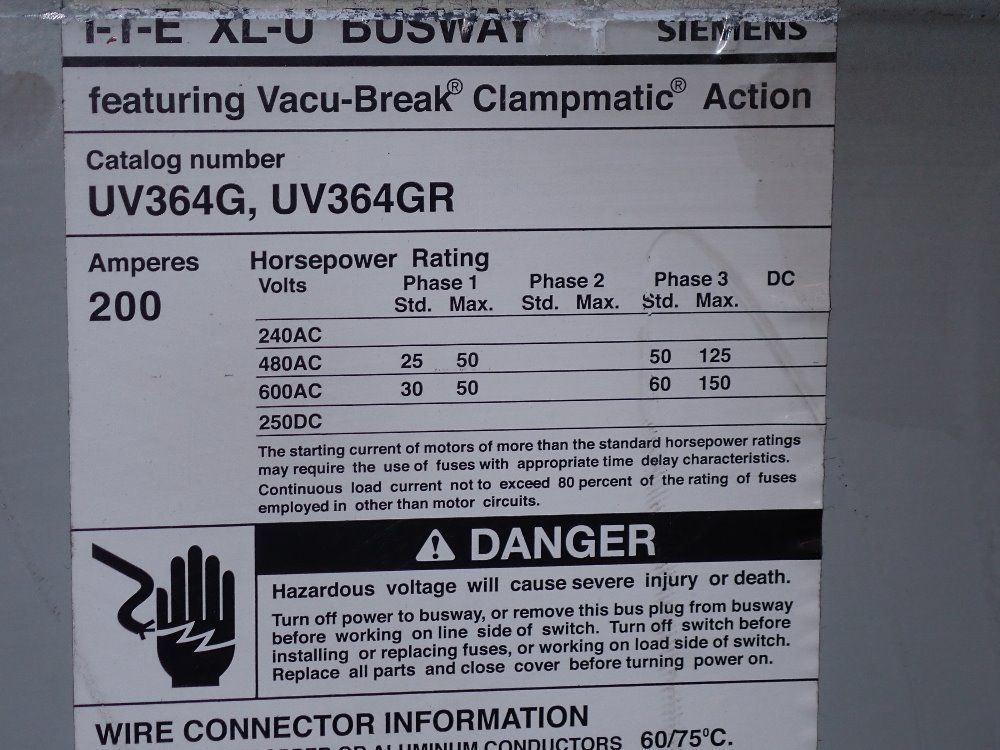 I-T-E XL-U BUSWAY SIEMENS
featuring Vacu-Break® Clampmatic® Action
Catalog number
UV364G, UV364GR
Amperes Horsepower Rating
200 Volts Phase 1 Phase 2 Phase 3 DC
Std. Max. Std. Max. Std. Max.
240AC
480AC 25 50 50 125
600AC 30 50 60 150
250DC
The starting current of motors of more than the standard horsepower ratings
may require the use of fuses with appropriate time delay characteristics.
Continuous load current not to exceed 80 percent of the rating of fuses
employed in other than motor circuits.
⚠ DANGER
Hazardous voltage will cause severe injury or death.
Turn off power to busway, or remove this bus plug from busway
before working on line side of switch. Turn off switch before
installing or replacing fuses, or working on load side of switch.
Replace all parts and close cover before turning power on.
WIRE CONNECTOR INFORMATION
OR ALUMINUM CONDUCTORS 60/75°C.